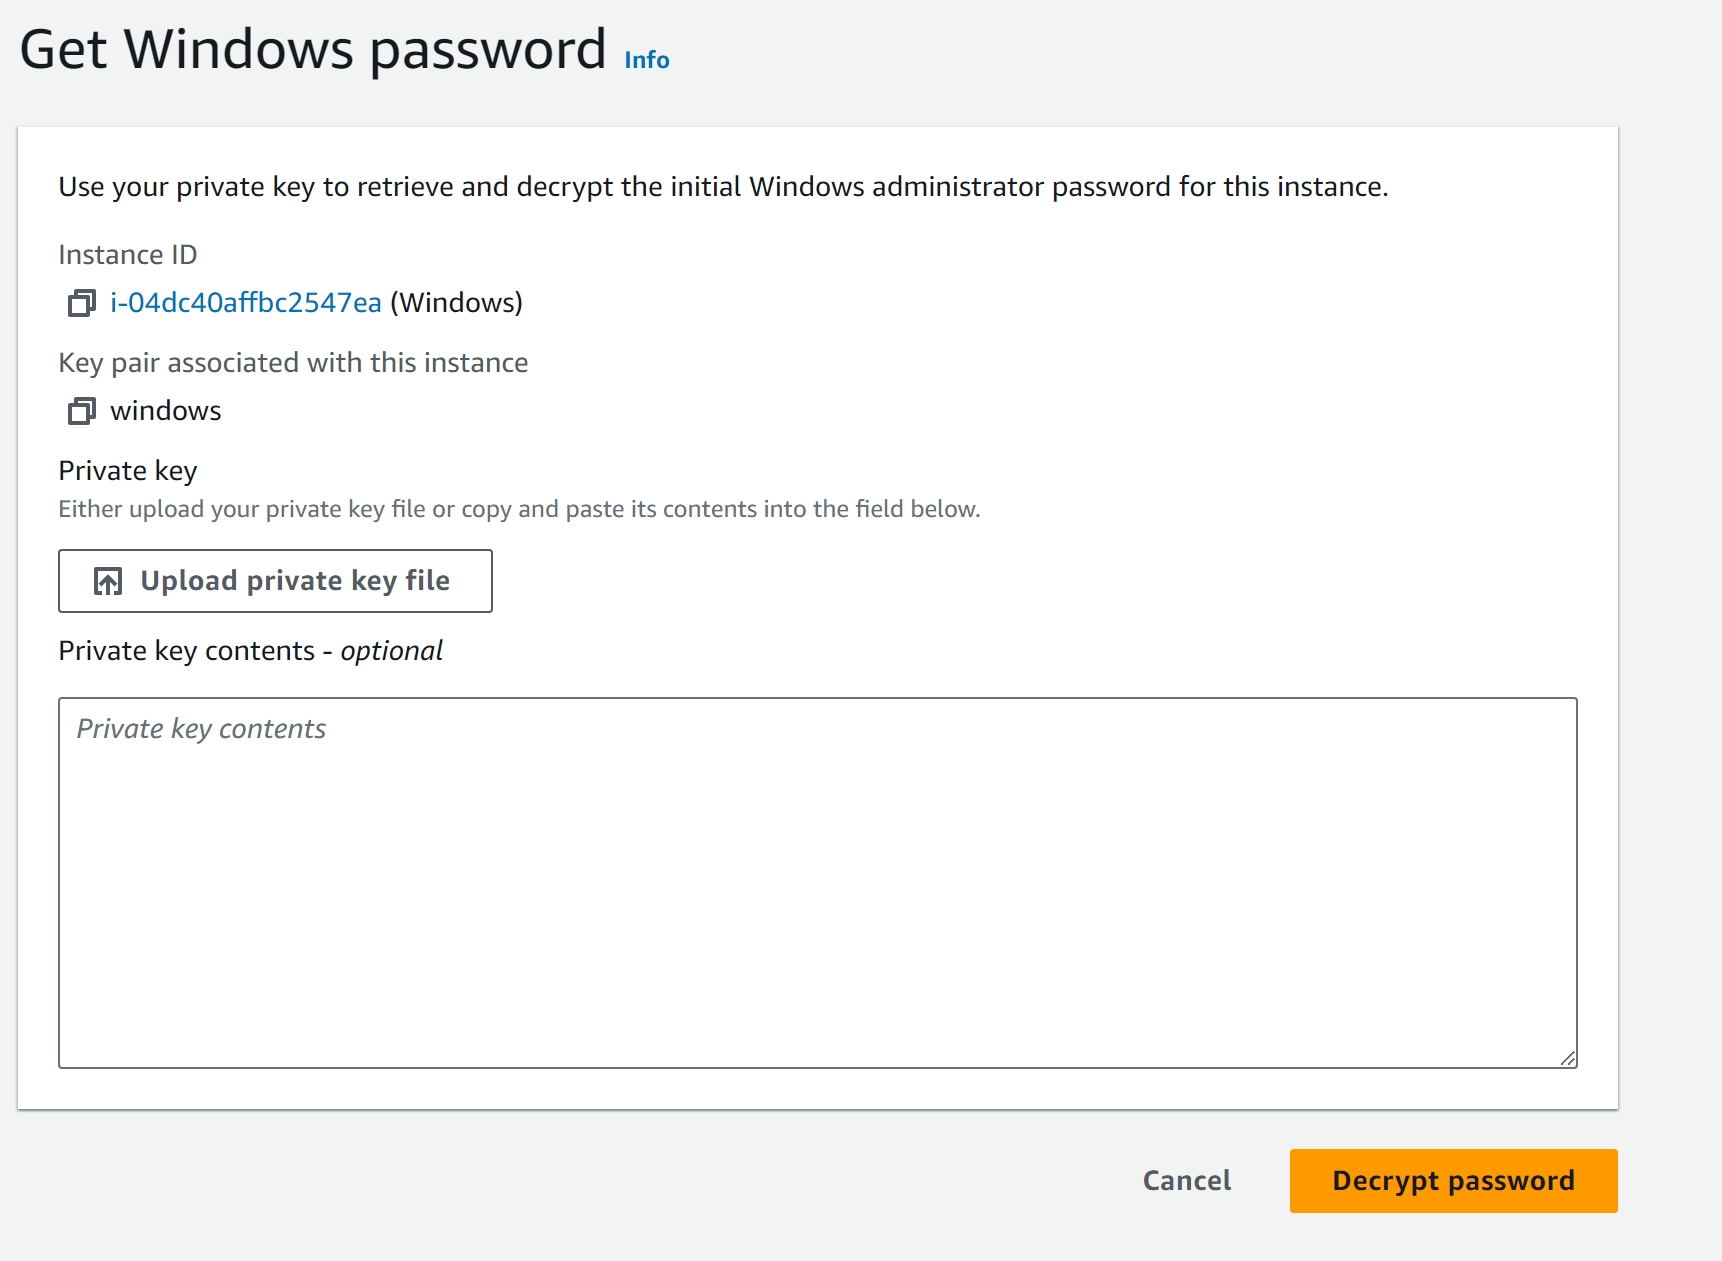 Get Windows password Info
Use your private key to retrieve and decrypt the initial Windows administrator password for this instance.
Instance ID
i-04dc40affbc2547ea (Windows)
Key pair associated with this instance
windows
Private key
Either upload your private key file or copy and paste its contents into the field below.
Upload private key file
Private key contents - optional
Private key contents
Cancel
Decrypt password